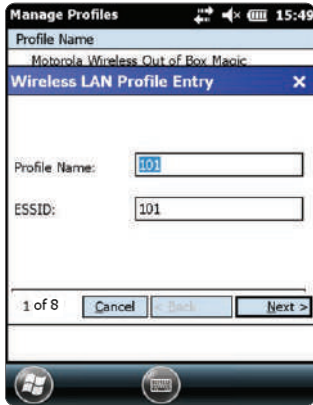 Manage Profiles 15:49
Profile Name
Motorola Wireless Out of Box Magic
Wireless LAN Profile Entry
Profile Name: 101
ESSID: 101
1 of 8 Cancel < Back Next >